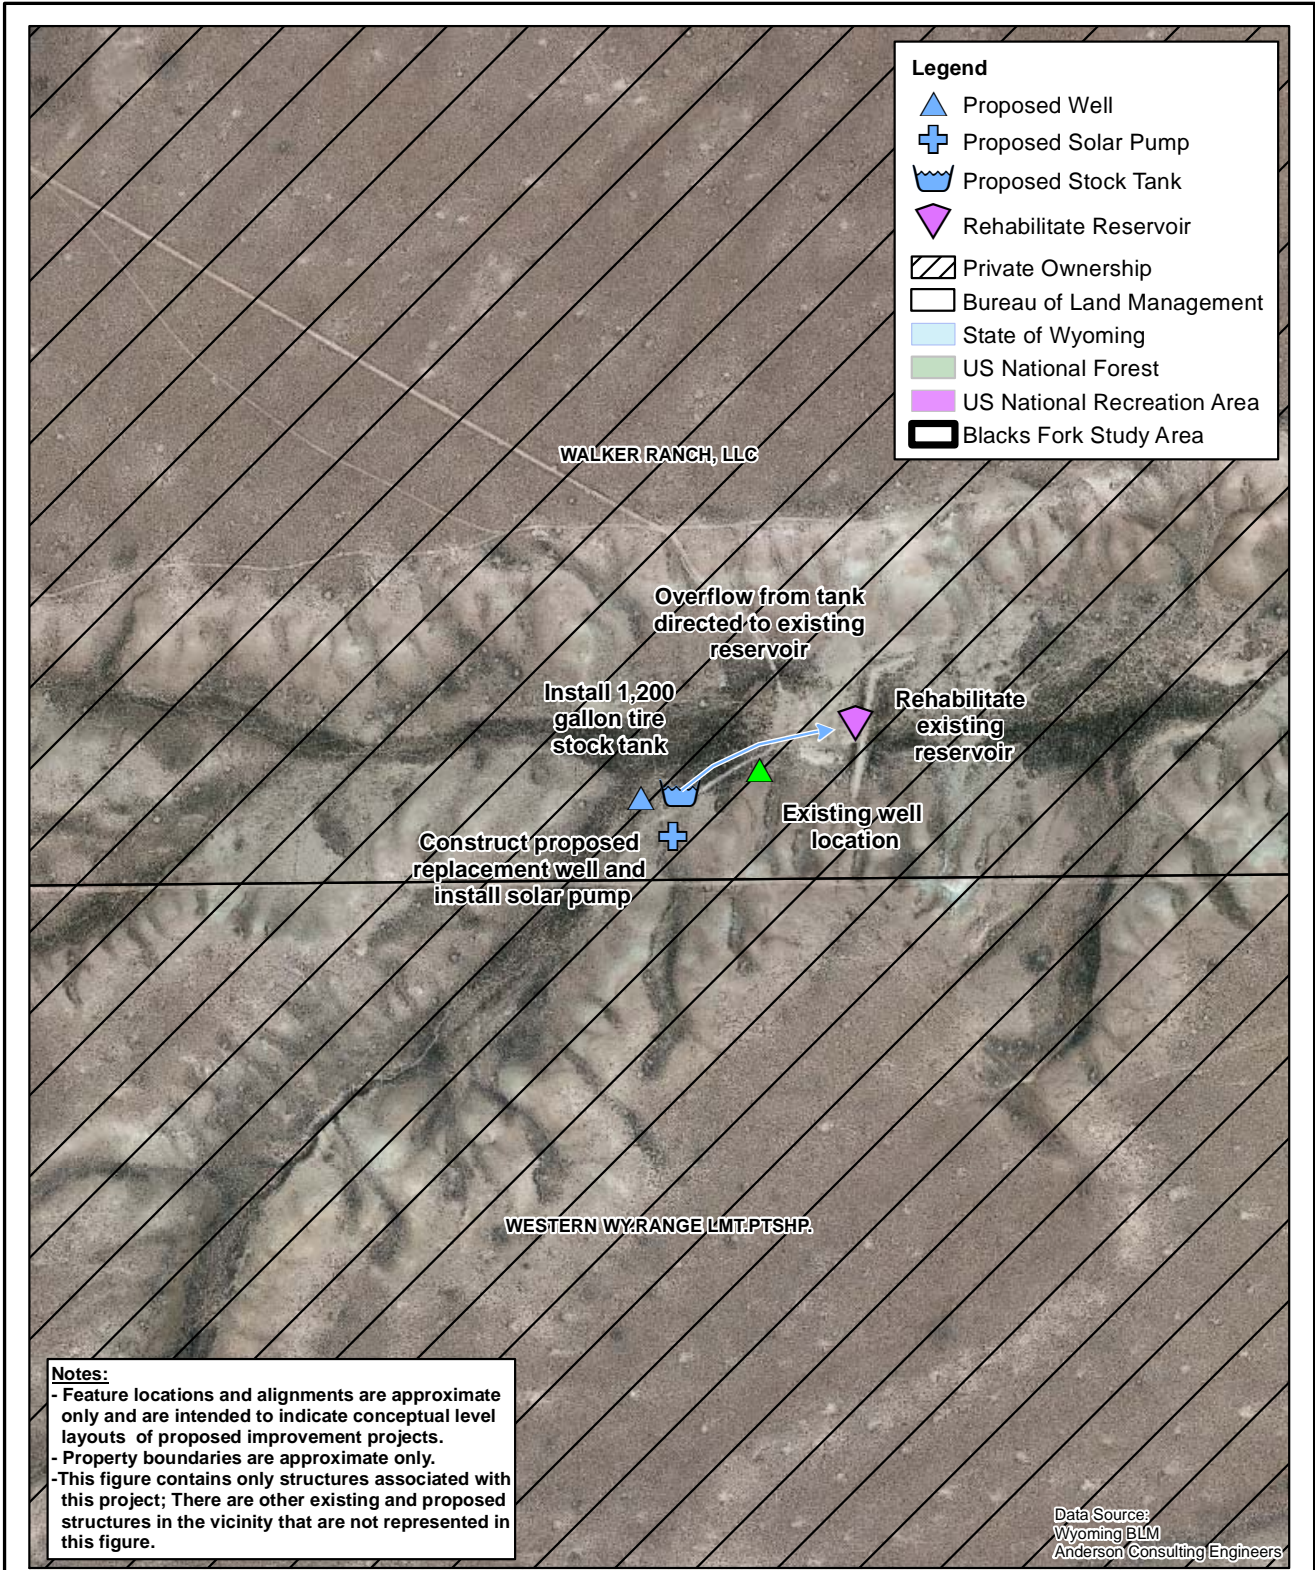 Legend
Proposed Well
Proposed Solar Pump
Proposed Stock Tank
Rehabilitate Reservoir
Private Ownership
Bureau of Land Management
State of Wyoming
US National Forest
US National Recreation Area
Blacks Fork Study Area
WALKER RANCH, LLC
Overflow from tank
directed to existing
reservoir
Install 1,200
gallon tire
stock tank
Rehabilitate
existing
reservoir
Existing well
location
Construct proposed
replacement well and
install solar pump
WESTERN WY.RANGE LMT.PTSHP.
Notes:
- Feature locations and alignments are approximate
only and are intended to indicate conceptual level
layouts of proposed improvement projects.
- Property boundaries are approximate only.
-This figure contains only structures associated with
this project; There are other existing and proposed
structures in the vicinity that are not represented in
this figure.
Data Source:
Wyoming BLM
Anderson Consulting Engineers